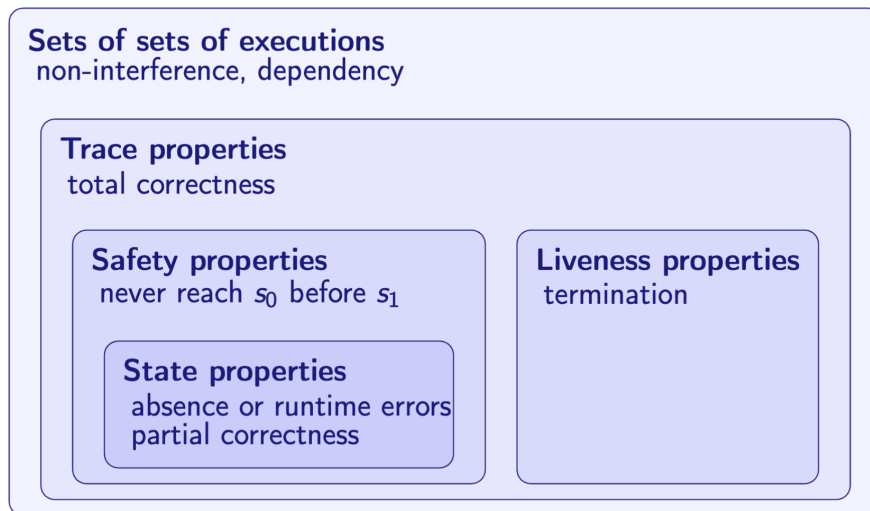 Sets of sets of executions
non-interference, dependency
Trace properties
total correctness
Safety properties
never reach s₀ before s₁
State properties
absence or runtime errors
partial correctness
Liveness properties
termination